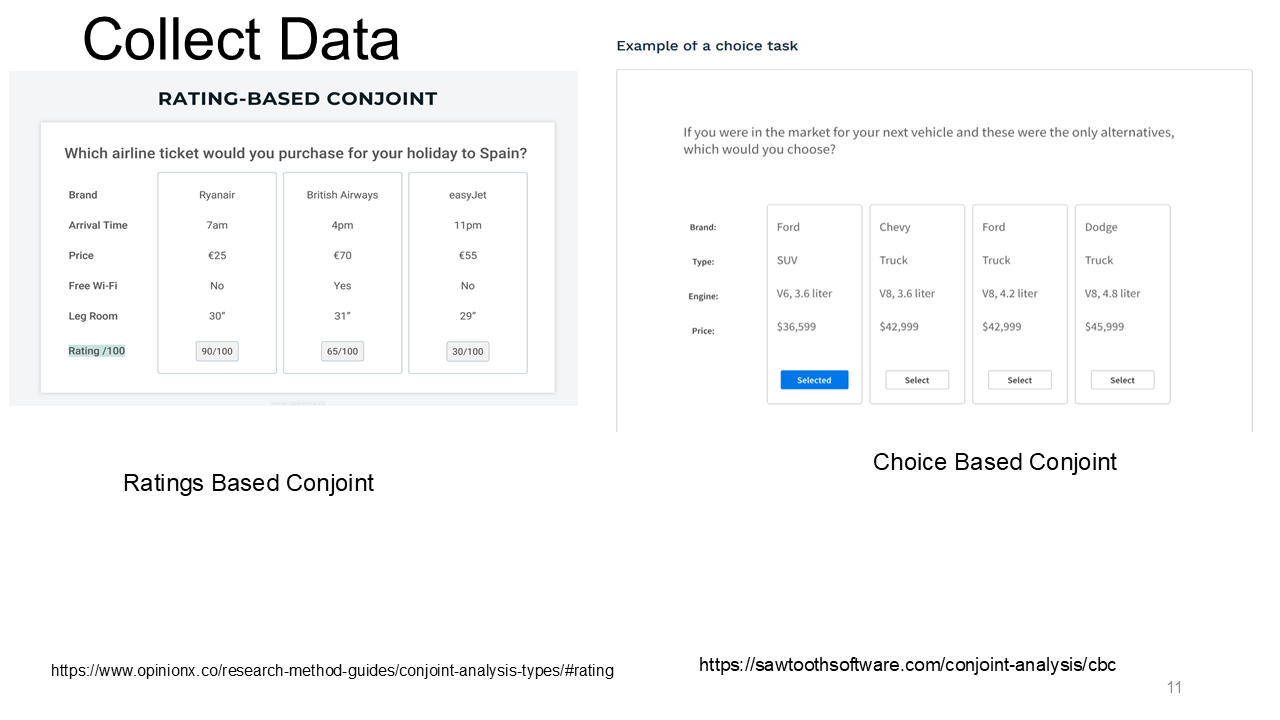 Collect Data
RATING-BASED CONJOINT
Which airline ticket would you purchase for your holiday to Spain?
Brand Ryanair British Airways easyJet
Arrival Time 7am 4pm 11pm
Price €25 €70 €55
Free Wi-Fi No Yes No
Leg Room 30” 31” 29”
Rating /100 90/100 65/100 30/100
Ratings Based Conjoint
https://www.opinionx.co/research-method-guides/conjoint-analysis-types/#rating
Example of a choice task
If you were in the market for your next vehicle and these were the only alternatives,
which would you choose?
Brand: Ford Chevy Ford Dodge
Type: SUV Truck Truck Truck
Engine: V6, 3.6 liter V8, 3.6 liter V8, 4.2 liter V8, 4.8 liter
Price: $36,599 $42,999 $42,999 $45,999
Selected Select Select Select
Choice Based Conjoint
https://sawtoothsoftware.com/conjoint-analysis/cbc
11